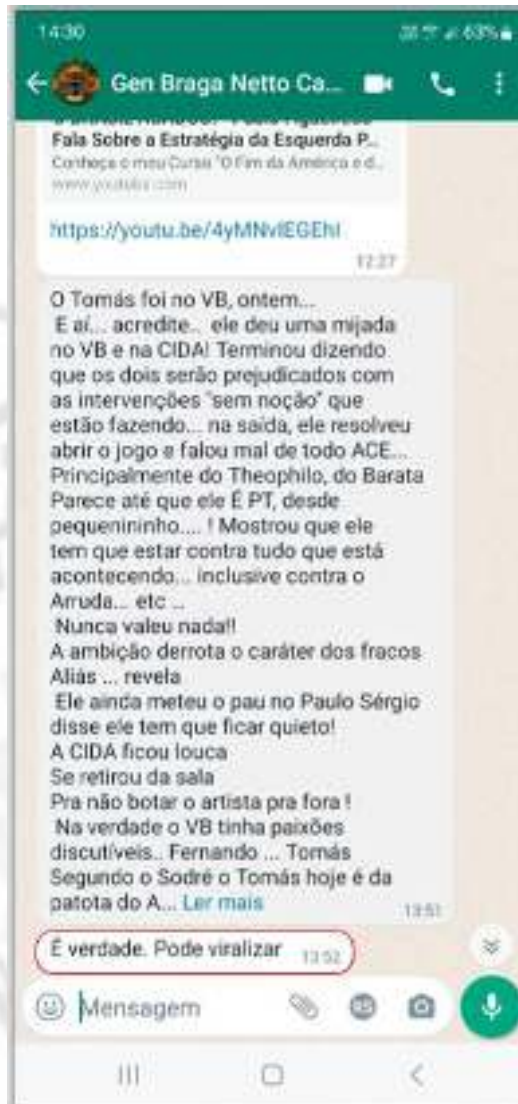 14:30
63%
Gen Braga Netto Ca...
Fala Sobre a Estratégia da Esquerda P...
Conheça o meu Curso "O Fim da América e d...
www.youtube.com
https://youtu.be/4yMNvlEGEhI
12:27
O Tomás foi no VB, ontem...
E aí... acredite.. ele deu uma mijada
no VB e na CIDA! Terminou dizendo
que os dois serão prejudicados com
as intervenções "sem noção" que
estão fazendo... na saída, ele resolveu
abrir o jogo e falou mal de todo ACE...
Principalmente do Theophilo, do Barata
Parece até que ele É PT, desde
pequenininho.... ! Mostrou que ele
tem que estar contra tudo que está
acontecendo... inclusive contra o
Arruda... etc ...
Nunca valeu nada!!
A ambição derrota o caráter dos fracos
Aliás ... revela
Ele ainda meteu o pau no Paulo Sérgio
disse ele tem que ficar quieto!
A CIDA ficou louca
Se retirou da sala
Pra não botar o artista pra fora !
Na verdade o VB tinha paixões
discutíveis.. Fernando ... Tomás
Segundo o Sodré o Tomás hoje é da
patota do A... Ler mais
13:51
É verdade. Pode viralizar 13:52
Mensagem